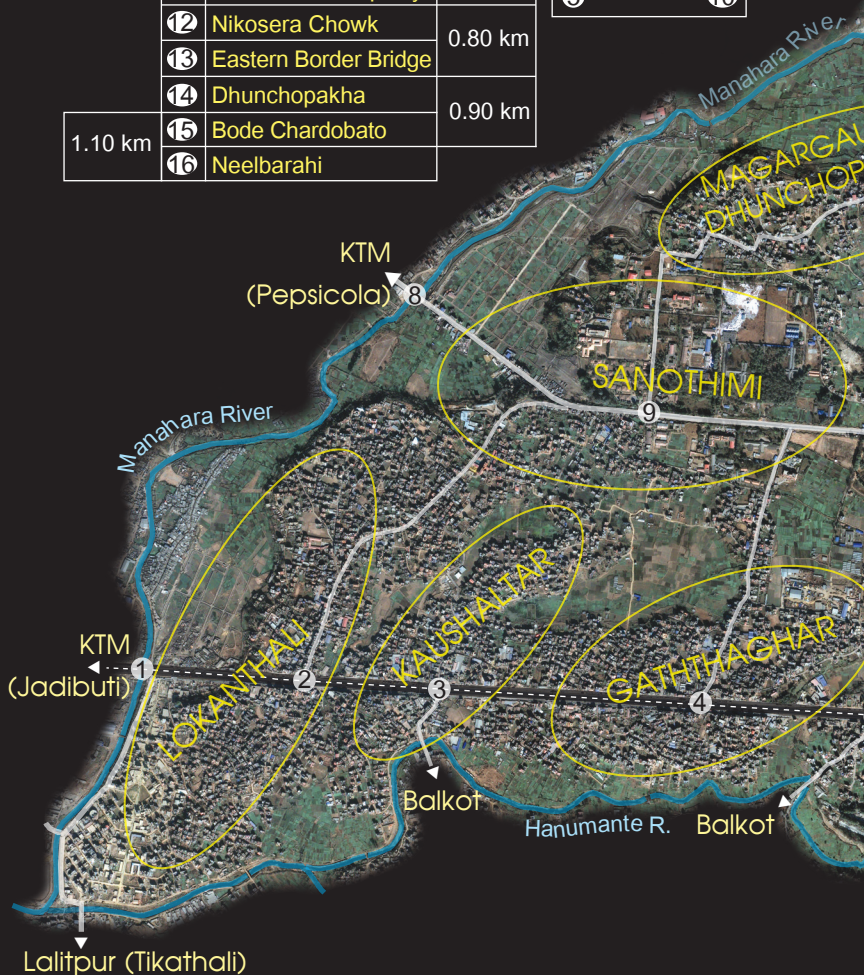 12 Nikosera Chowk
0.80 km
13 Eastern Border Bridge
14 Dhunchopakha
0.90 km
1.10 km
15 Bode Chardobato
16 Neelbarahi
Manahara River
KTM
(Pepsicola)
8
SANOTHIMI
9
Manahara River
KTM
(Jadibuti)
1
LOKANTHALI
2
KAUSHALTAR
3
GATHTHAGHAR
4
Balkot
Hanumante R.
Balkot
Lalitpur (Tikathali)